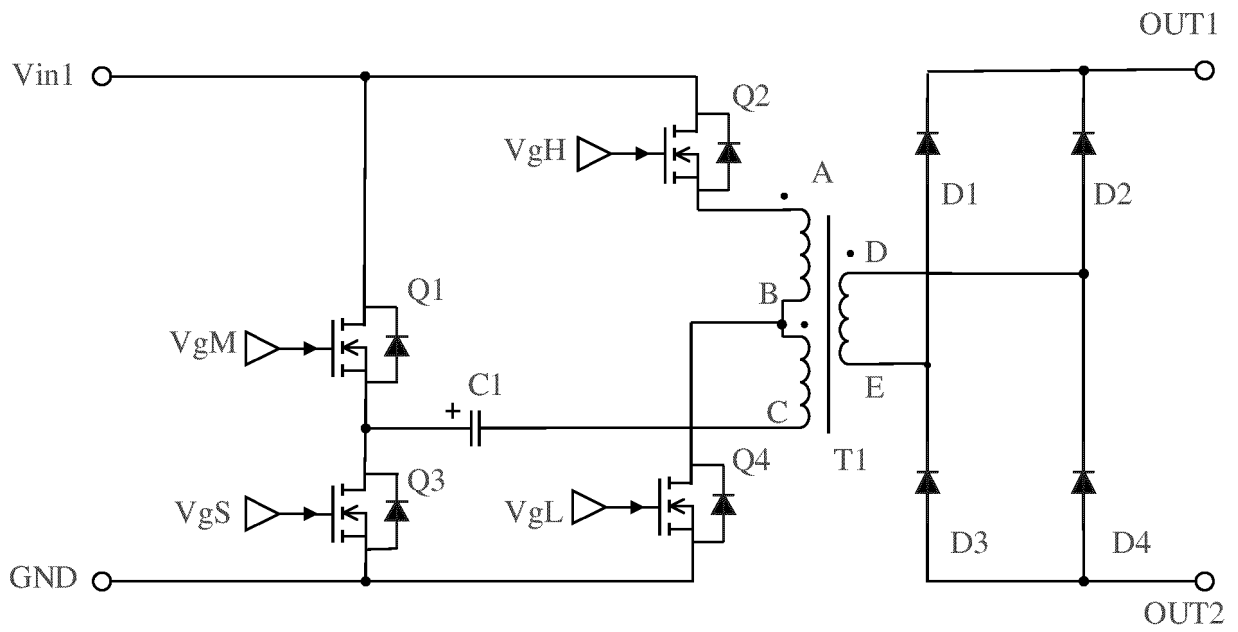 OUT1
Vin1
Q2
VgH
A
D1
D2
D
Q1
B
VgM
C1
E
+
C
Q4
T1
Q3
VgS
VgL
D3
D4
GND
OUT2